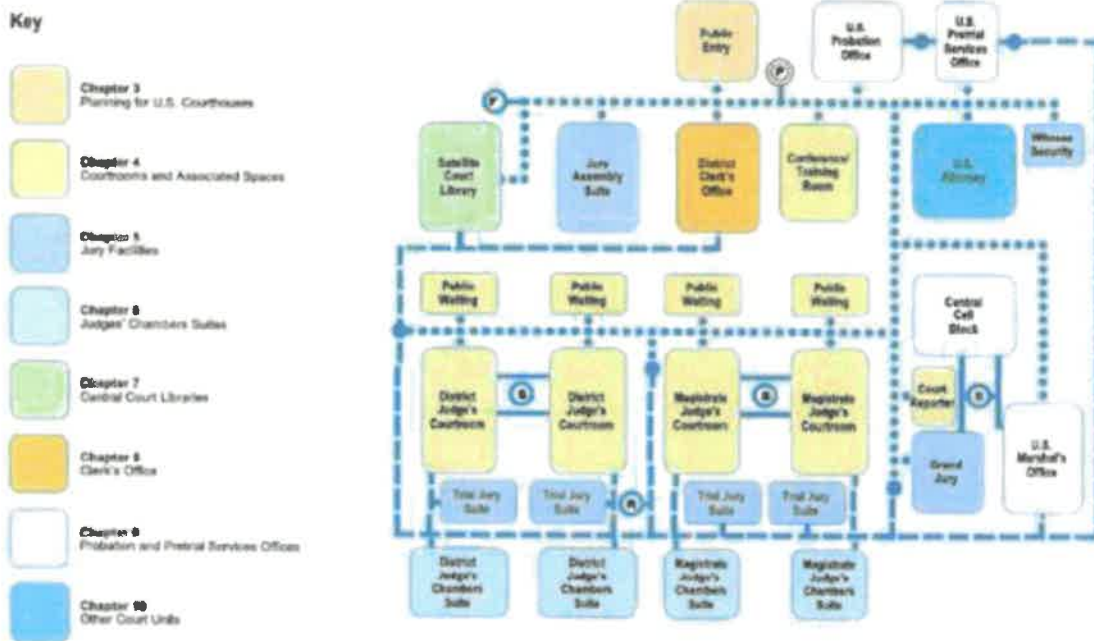 Key
Chapter 3
Planning for U.S. Courthouses
Chapter 4
Courtrooms and Associated Spaces
Chapter 5
Jury Facilities
Chapter 6
Judges' Chambers Suites
Chapter 7
Central Court Libraries
Chapter 8
Clerk's Office
Chapter 9
Probation and Pretrial Services Offices
Chapter 10
Other Court Units
Public
Entry
U.S.
Probation
Office
U.S.
Pretrial
Services
Office
P
P
Satellite
Court
Library
Jury
Assembly
Suite
District
Clerk's
Office
Conference/
Training
Room
U.S.
Attorney
Witness
Security
Public
Waiting
Public
Waiting
Public
Waiting
Public
Waiting
Central
Cell
Block
District
Judge's
Courtroom
S
District
Judge's
Courtroom
Magistrate
Judge's
Courtroom
S
Magistrate
Judge's
Courtroom
Court
Reporter
S
Grand
Jury
U.S.
Marshal's
Office
Trial Jury
Suite
Trial Jury
Suite
R
Trial Jury
Suite
Trial Jury
Suite
District
Judge's
Chambers
Suite
District
Judge's
Chambers
Suite
Magistrate
Judge's
Chambers
Suite
Magistrate
Judge's
Chambers
Suite